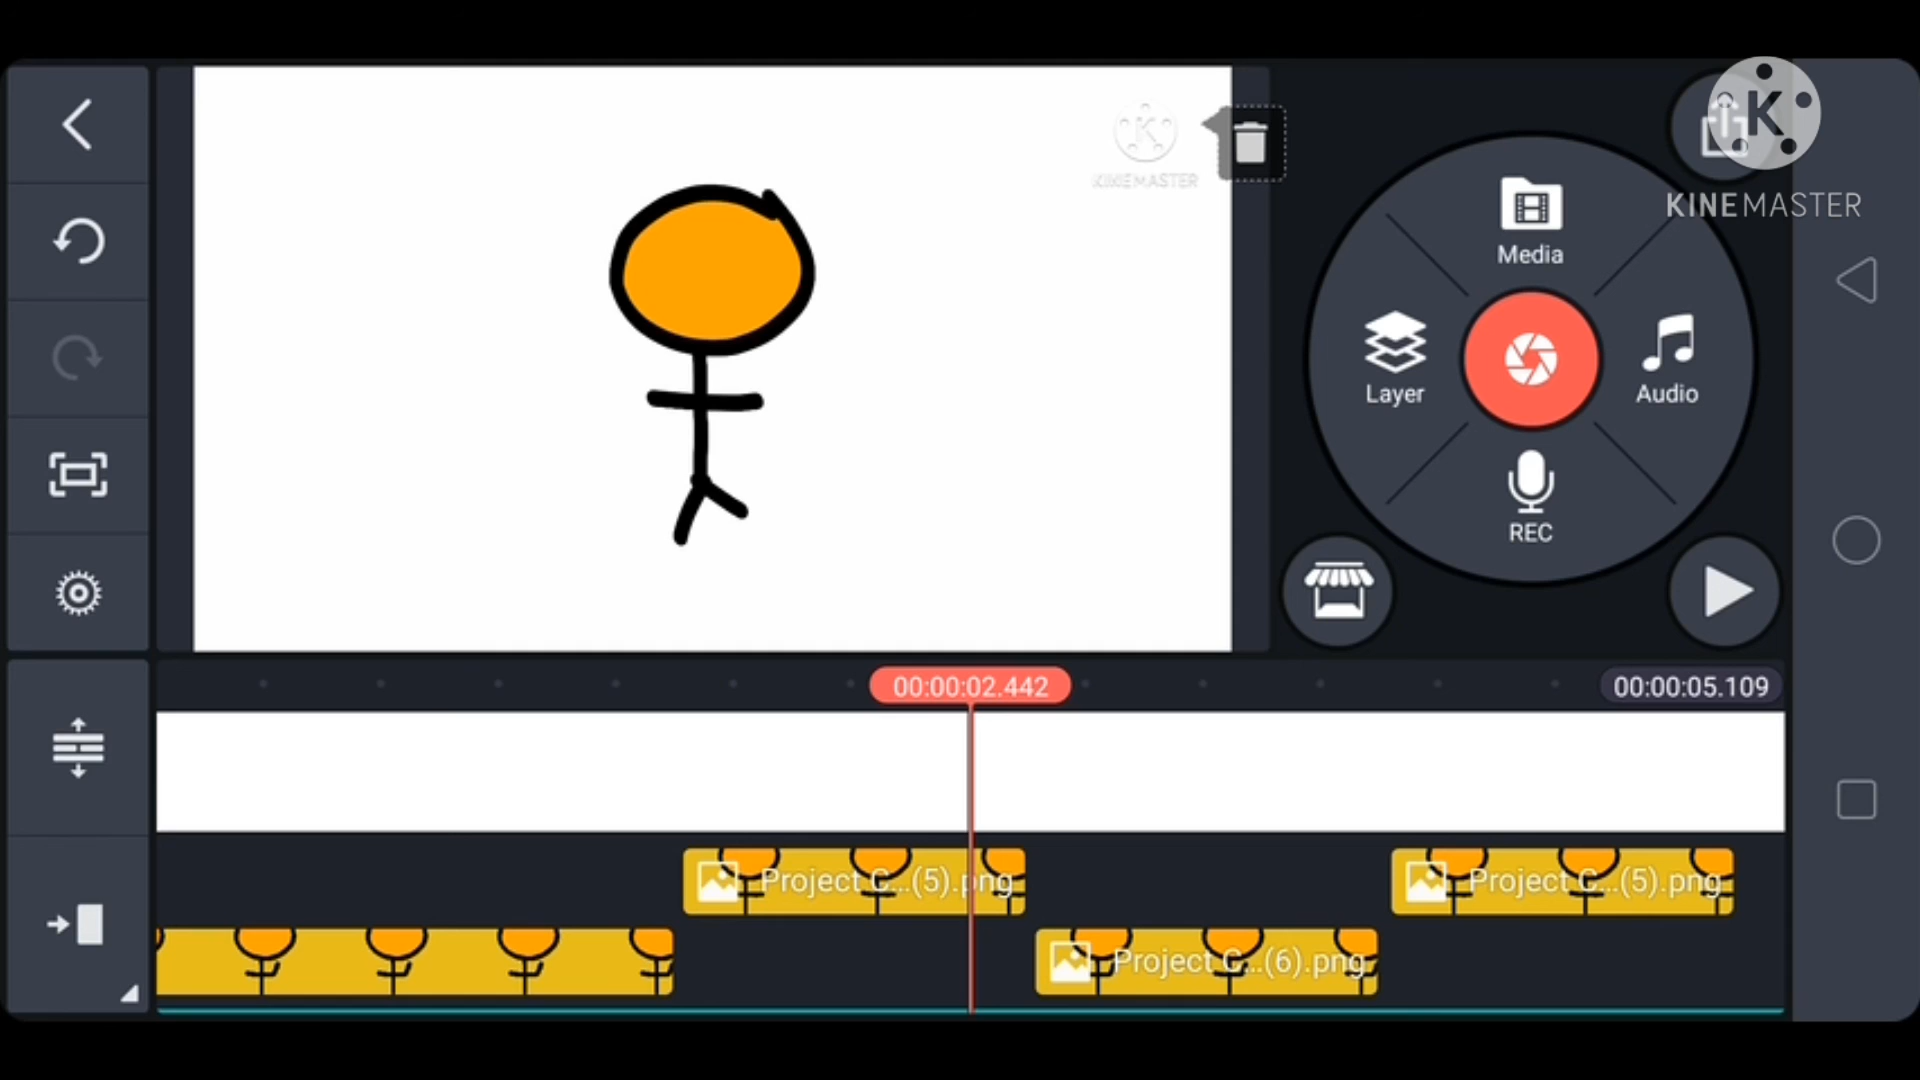 K
KINEMASTER
K
KINEMASTER
Media
Layer
Audio
REC
00:00:02.442
00:00:05.109
Project C...(5).png
Project C...(5).png
Project C...(6).png